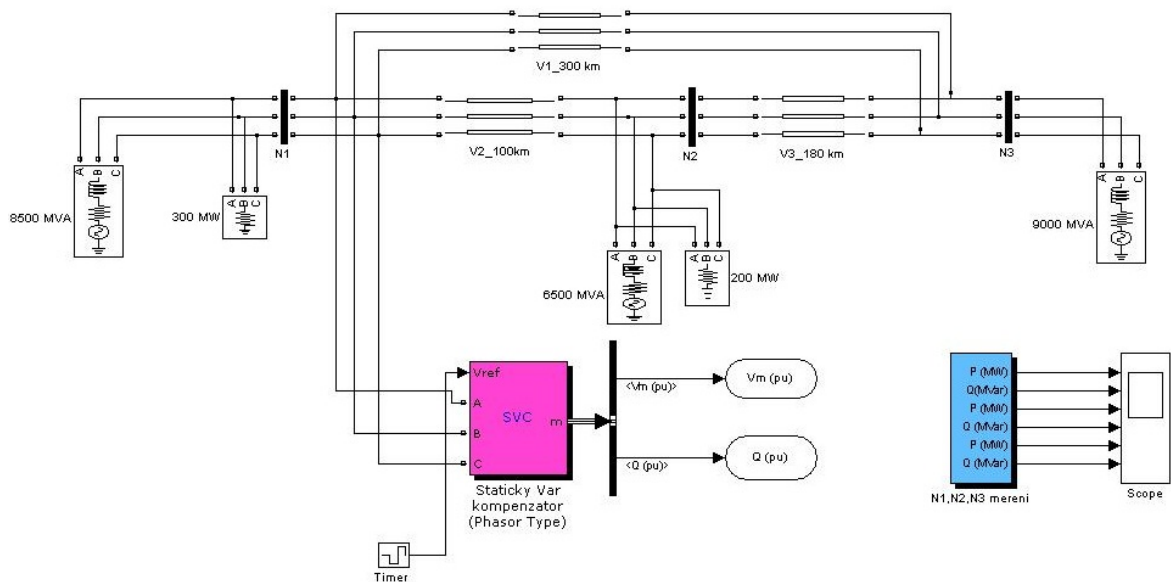 V1_300 km
N1
V2_100km
N2
V3_180 km
N3
A B C
8500 MVA
A B C
300 MW
A B C
6500 MVA
A B C
200 MW
A B C
9000 MVA
Vref
A
B
C
SVC
m
Staticky Var
kompenzator
(Phasor Type)
Timer
<Vm (pu)>
Vm (pu)
<Q (pu)>
Q (pu)
P (MW)
Q(MVar)
P (MW)
Q (MVar)
P (MW)
Q (MVar)
N1,N2,N3 mereni
Scope